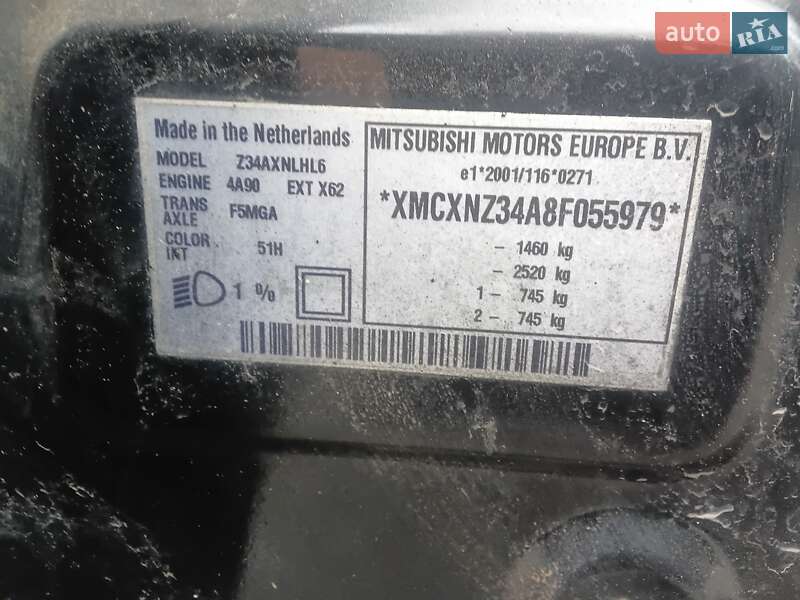 auto RIA
.com
Made in the Netherlands
MODEL Z34AXNLHL6
ENGINE 4A90 EXT X62
TRANS
AXLE F5MGA
COLOR
INT 51H
1 %
MITSUBISHI MOTORS EUROPE B.V.
e1*2001/116*0271
*XMCXNZ34A8F055979*
- 1460 kg
- 2520 kg
1 - 745 kg
2 - 745 kg